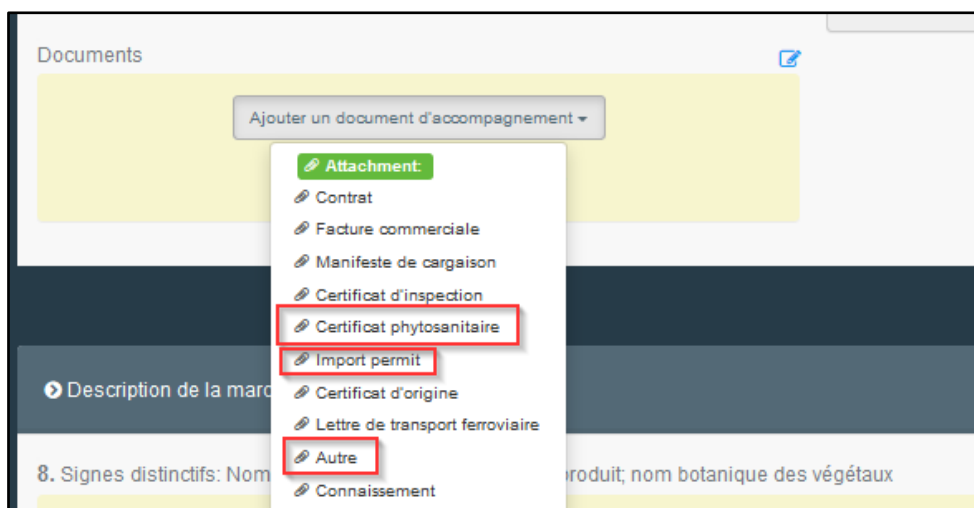 Documents
Ajouter un document d'accompagnement
Attachment:
Contrat
Facture commerciale
Manifeste de cargaison
Certificat d'inspection
Certificat phytosanitaire
Import permit
Description de la marc
Certificat d'origine
Lettre de transport ferroviaire
Autre
8. Signes distinctifs: Nom roduit; nom botanique des végétaux
Connaissement